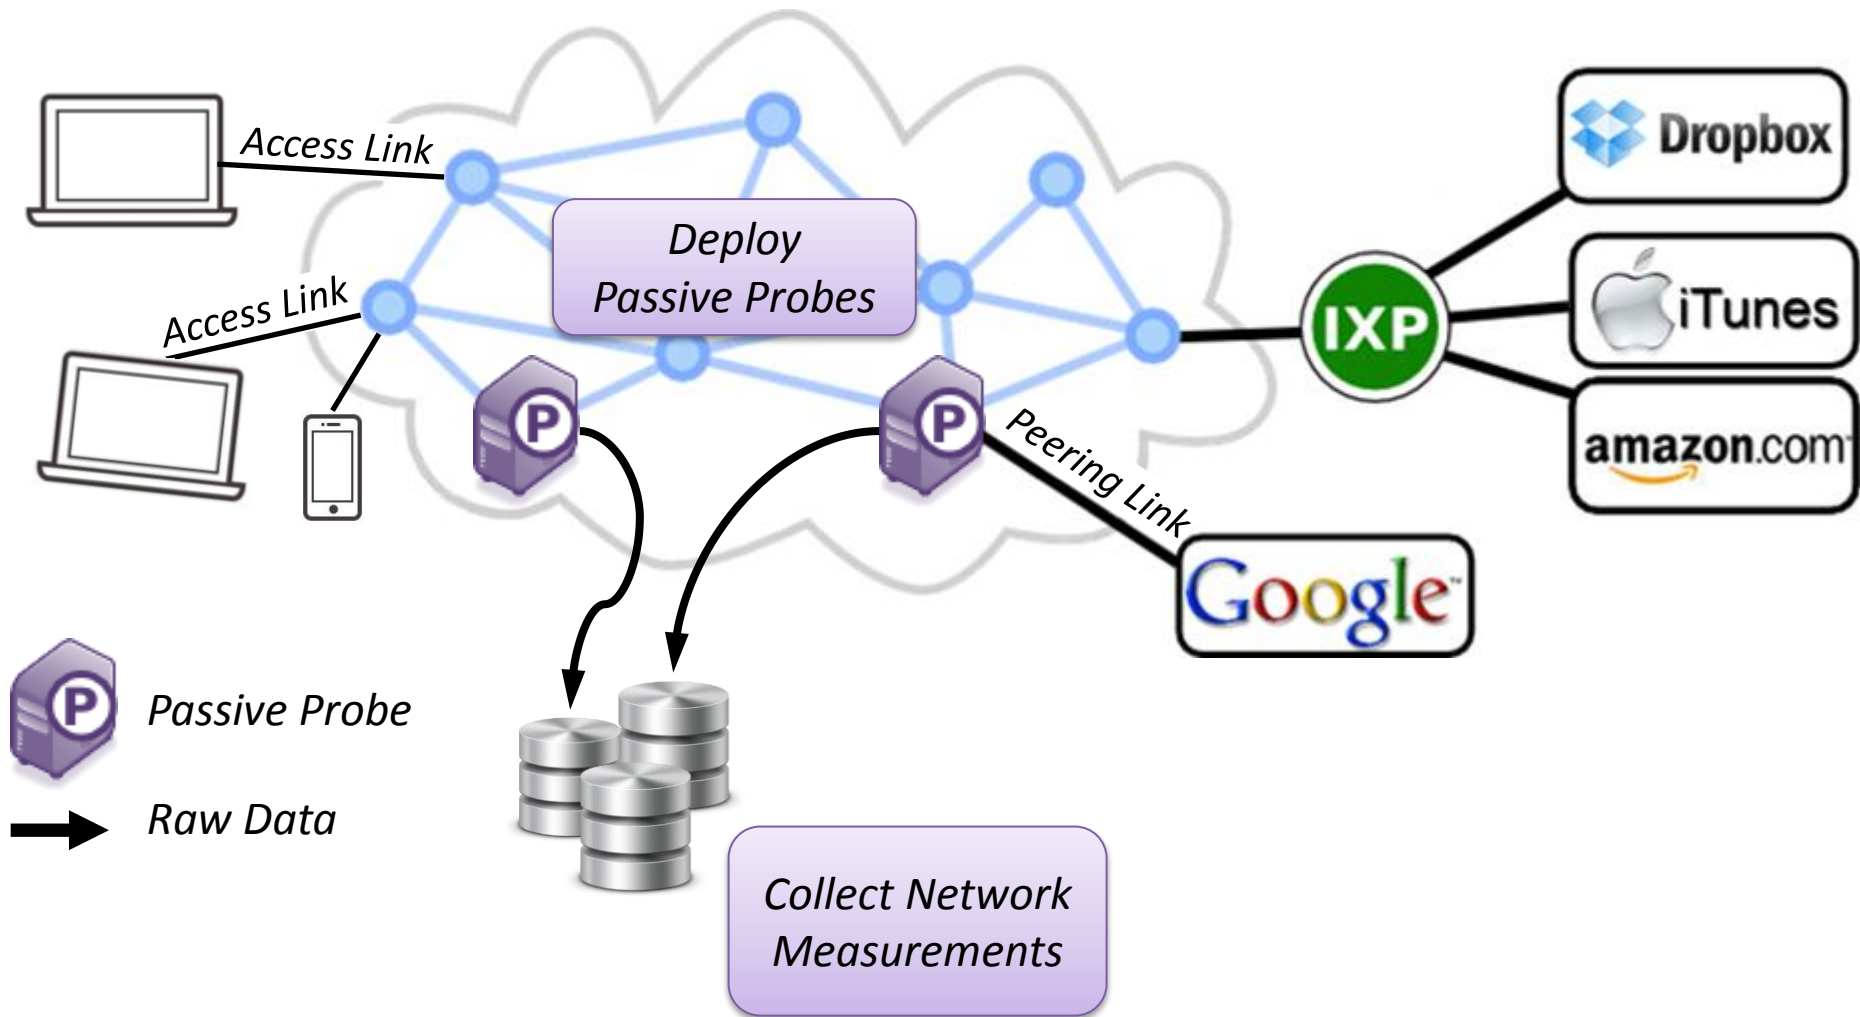 Access Link
Dropbox
Deploy
Passive Probes
Access Link
IXP
iTunes
P
P
Peering Link
amazon.com
Google™
P
Passive Probe
Raw Data
Collect Network
Measurements